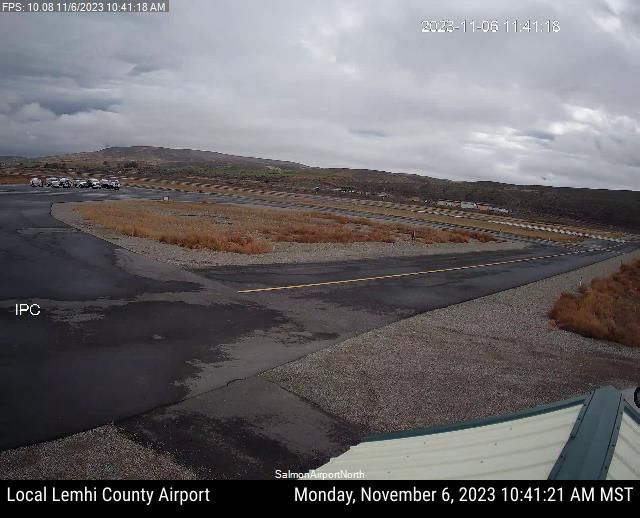 FPS: 10.08 11/6/2023 10:41:18 AM
2023-11-06 11:41:18
IPC
SalmonAirportNorth
Local Lemhi County Airport
Monday, November 6, 2023 10:41:21 AM MST